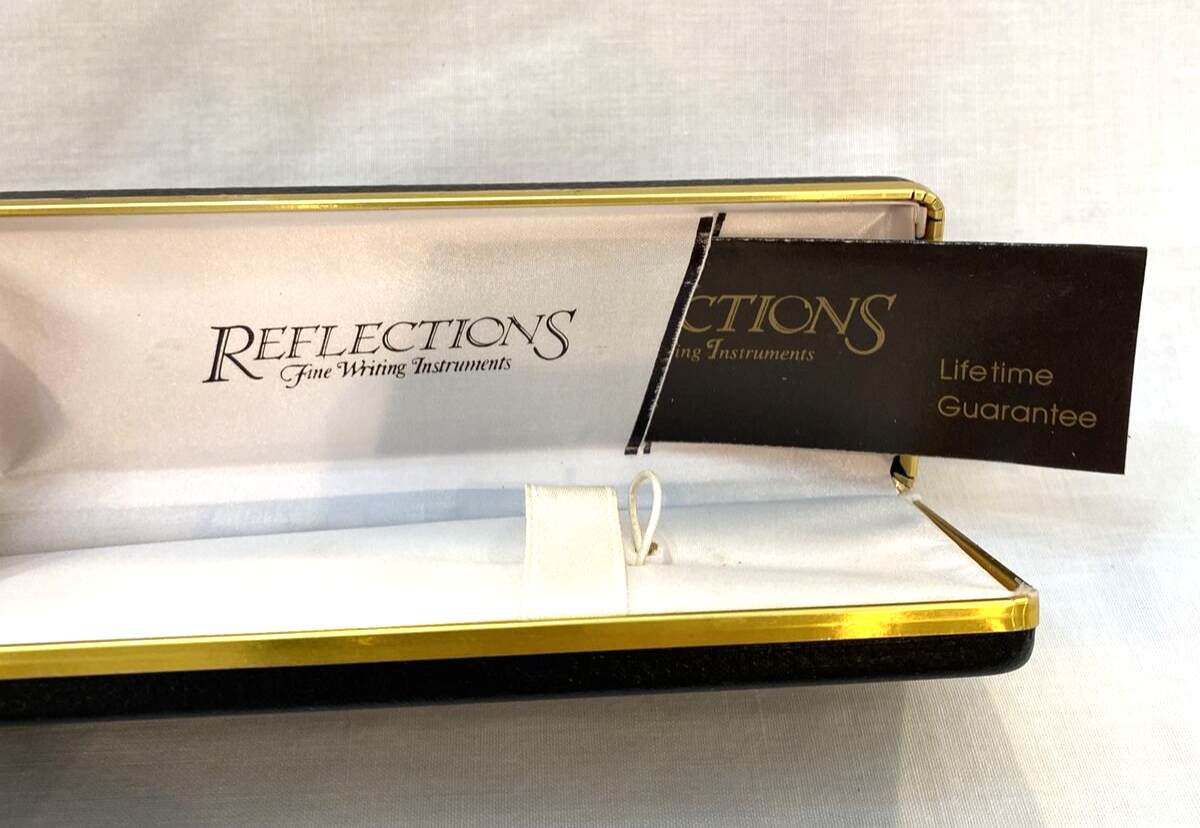 REFLECTIONS
Fine Writing Instruments
CTIONS
ing Instruments
Lifetime
Guarantee